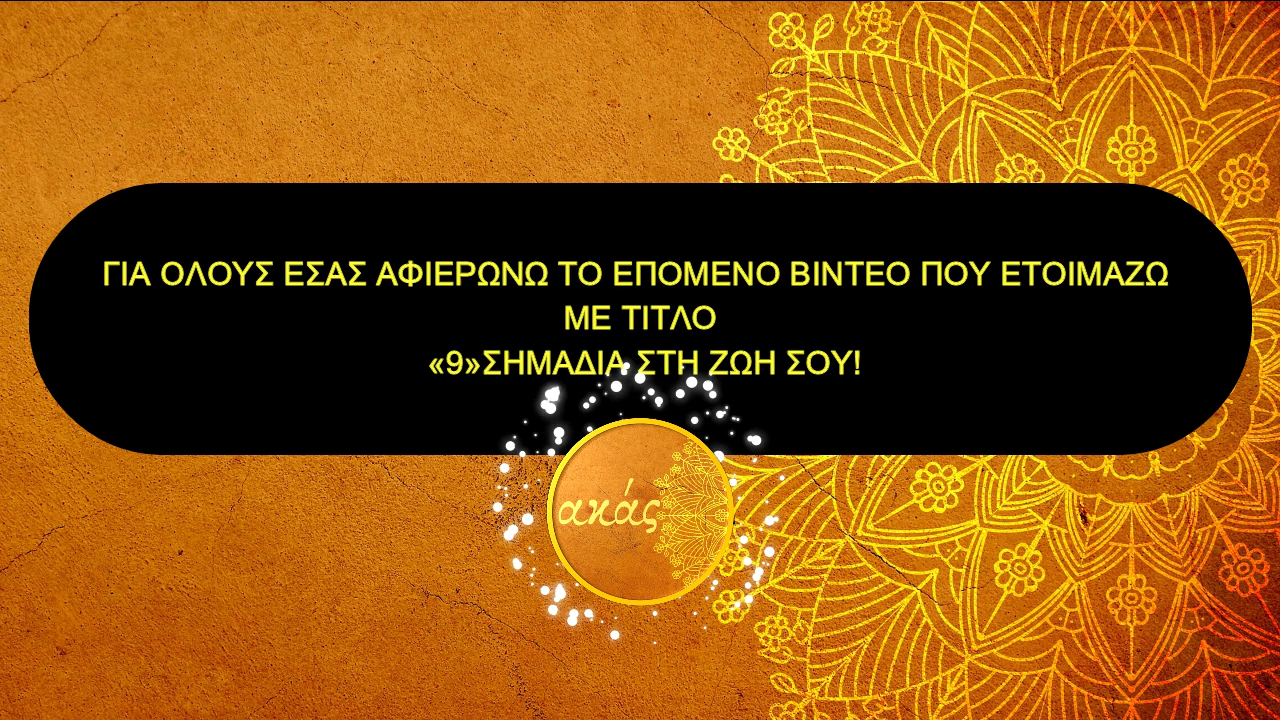 ΓΙΑ ΟΛΟΥΣ ΕΣΑΣ ΑΦΙΕΡΩΝΩ ΤΟ ΕΠΟΜΕΝΟ ΒΙΝΤΕΟ ΠΟΥ ΕΤΟΙΜΑΖΩ
ΜΕ ΤΙΤΛΟ
«9»ΣΗΜΑΔΙΑ ΣΤΗ ΖΩΗ ΣΟΥ!
ακάς